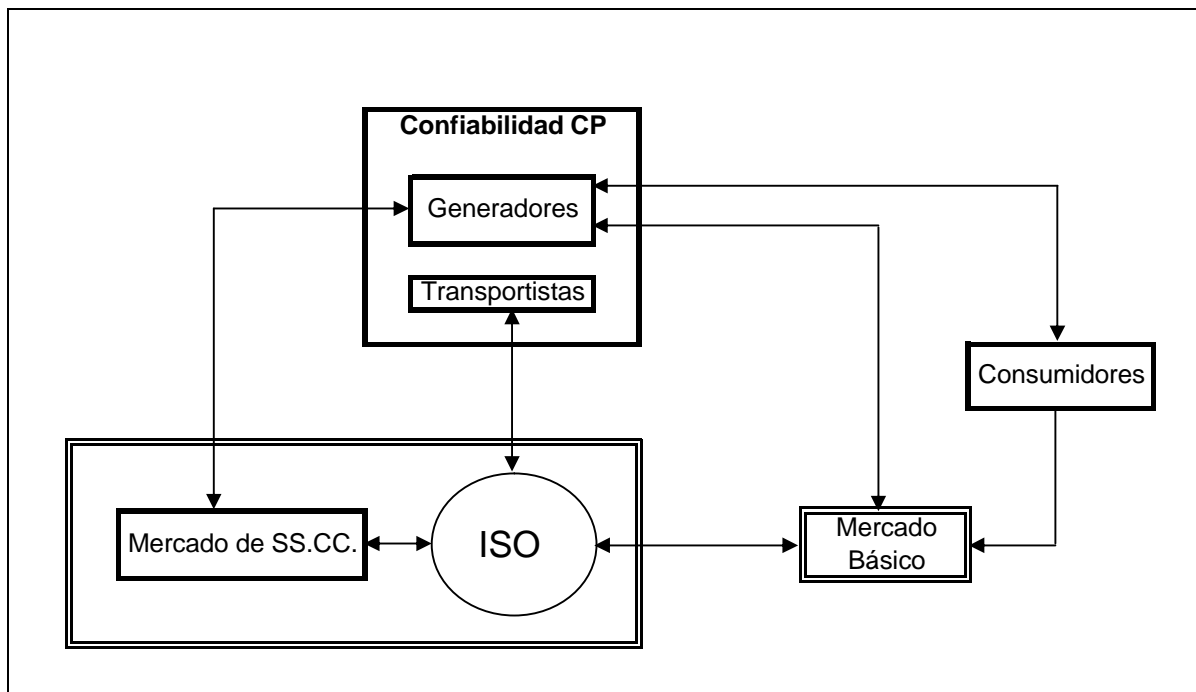 Confiabilidad CP
Generadores
Transportistas
Consumidores
Mercado de SS.CC.
ISO
Mercado
Básico